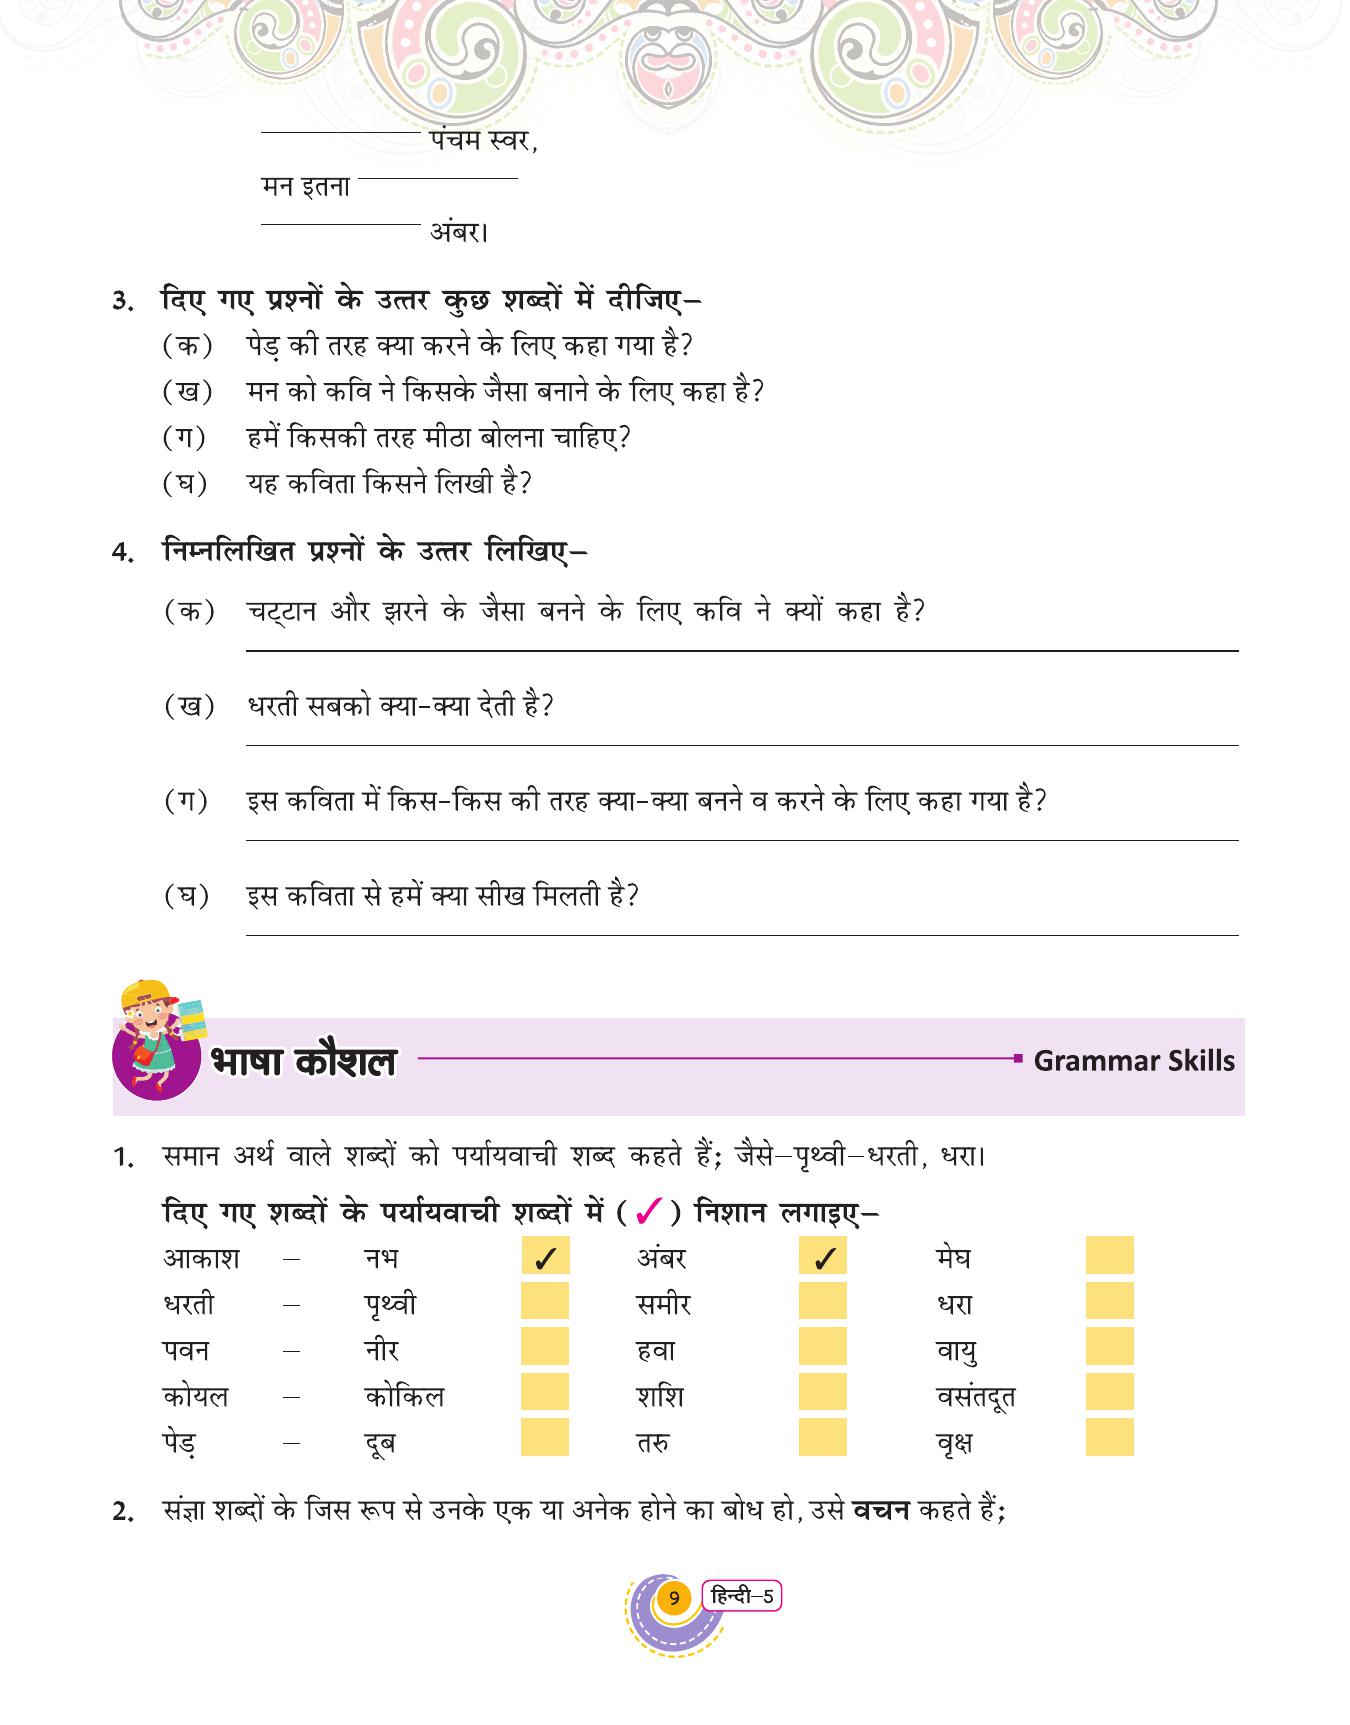 ____________ पंचम स्वर,
मन इतना ____________
____________ अंबर।
3. दिए गए प्रश्नों के उत्तर कुछ शब्दों में दीजिए–
(क) पेड़ की तरह क्या करने के लिए कहा गया है?
(ख) मन को कवि ने किसके जैसा बनाने के लिए कहा है?
(ग) हमें किसकी तरह मीठा बोलना चाहिए?
(घ) यह कविता किसने लिखी है?
4. निम्नलिखित प्रश्नों के उत्तर लिखिए–
(क) चट्टान और झरने के जैसा बनने के लिए कवि ने क्यों कहा है?
(ख) धरती सबको क्या-क्या देती है?
(ग) इस कविता में किस-किस की तरह क्या-क्या बनने व करने के लिए कहा गया है?
(घ) इस कविता से हमें क्या सीख मिलती है?
भाषा कौशल Grammar Skills
1. समान अर्थ वाले शब्दों को पर्यायवाची शब्द कहते हैं; जैसे–पृथ्वी–धरती, धरा।
दिए गए शब्दों के पर्यायवाची शब्दों में (✓) निशान लगाइए–
आकाश – नभ ✓ अंबर ✓ मेघ
धरती – पृथ्वी समीर धरा
पवन – नीर हवा वायु
कोयल – कोकिल शशि वसंतदूत
पेड़ – दूब तरु वृक्ष
2. संज्ञा शब्दों के जिस रूप से उनके एक या अनेक होने का बोध हो, उसे वचन कहते हैं;
9 हिन्दी–5